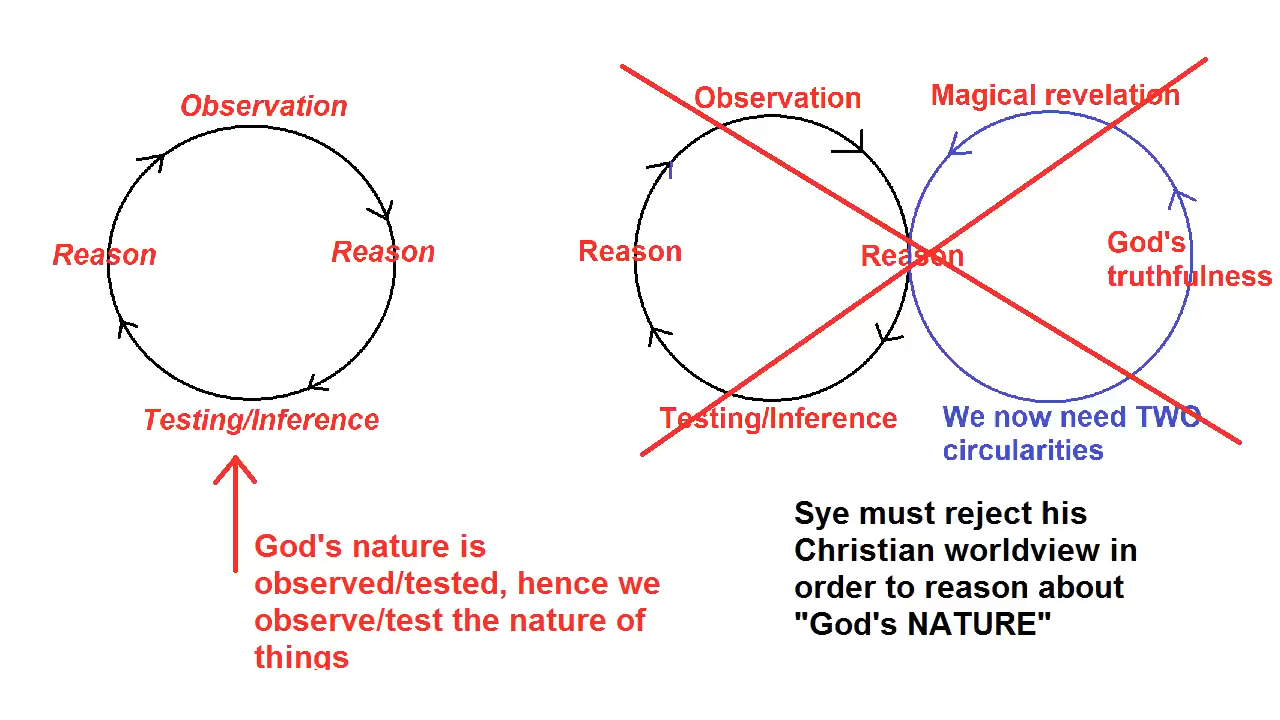 Observation
Reason
Reason
Testing/Inference
God's nature is
observed/tested, hence we
observe/test the nature of
things
Observation
Magical revelation
Reason
Reason
God's
truthfulness
Testing/Inference
We now need TWO
circularities
Sye must reject his
Christian worldview in
order to reason about
"God's NATURE"